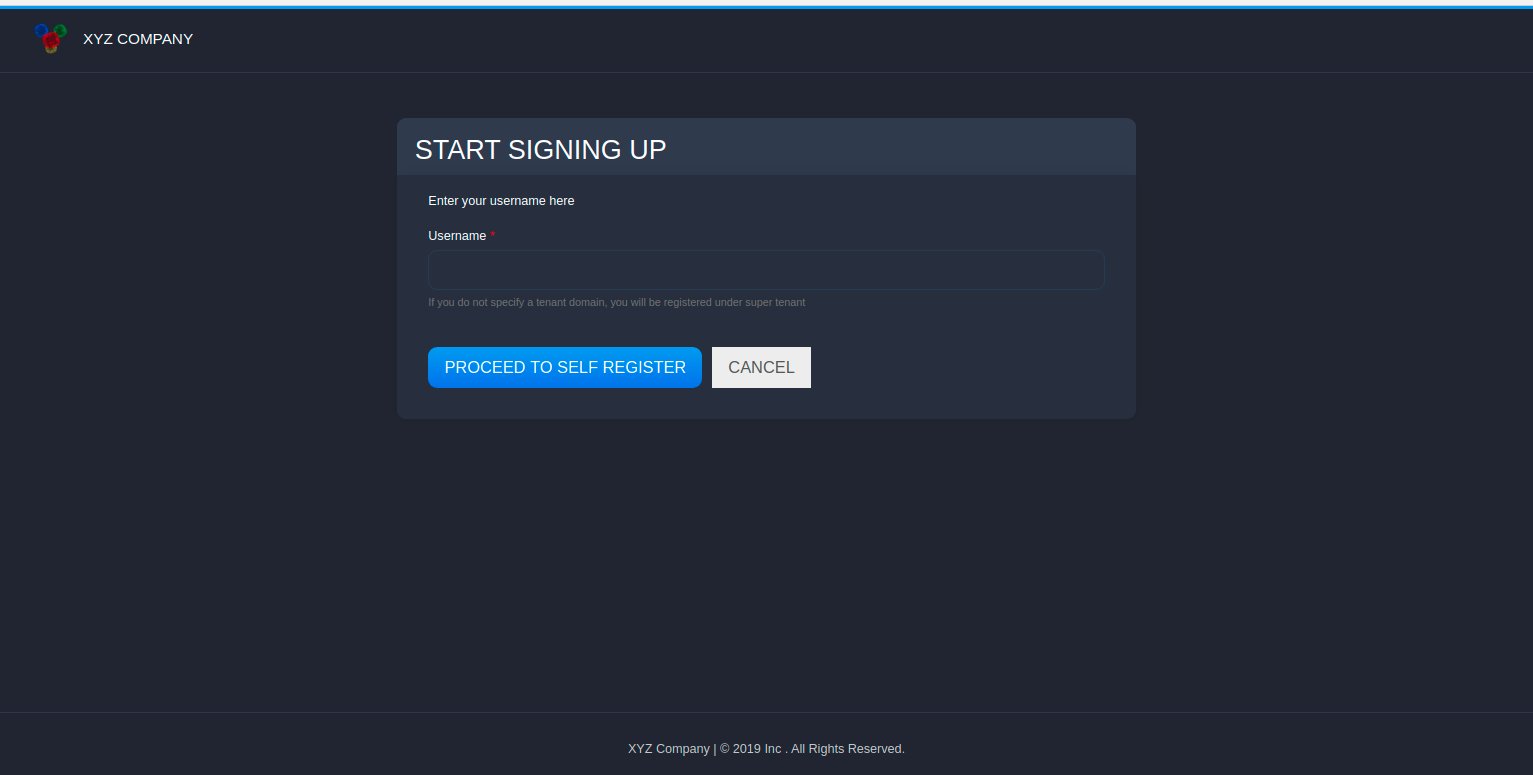 XYZ COMPANY
START SIGNING UP
Enter your username here
Username *
If you do not specify a tenant domain, you will be registered under super tenant
PROCEED TO SELF REGISTER
CANCEL
XYZ Company | © 2019 Inc . All Rights Reserved.